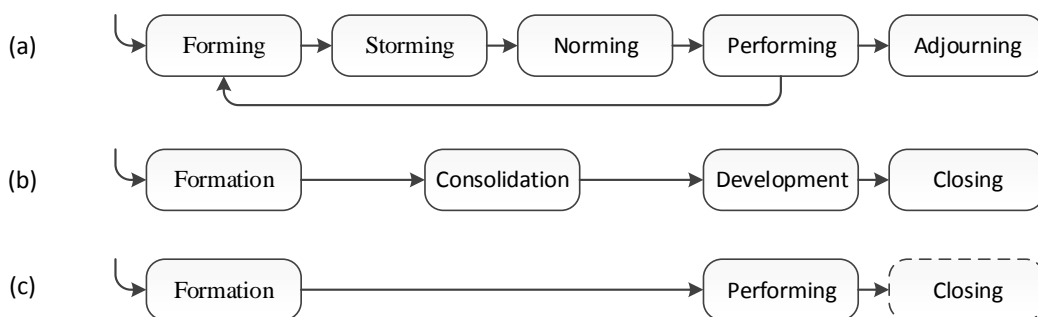 (a) Forming Storming Norming Performing Adjourning
(b) Formation Consolidation Development Closing
(c) Formation Performing Closing